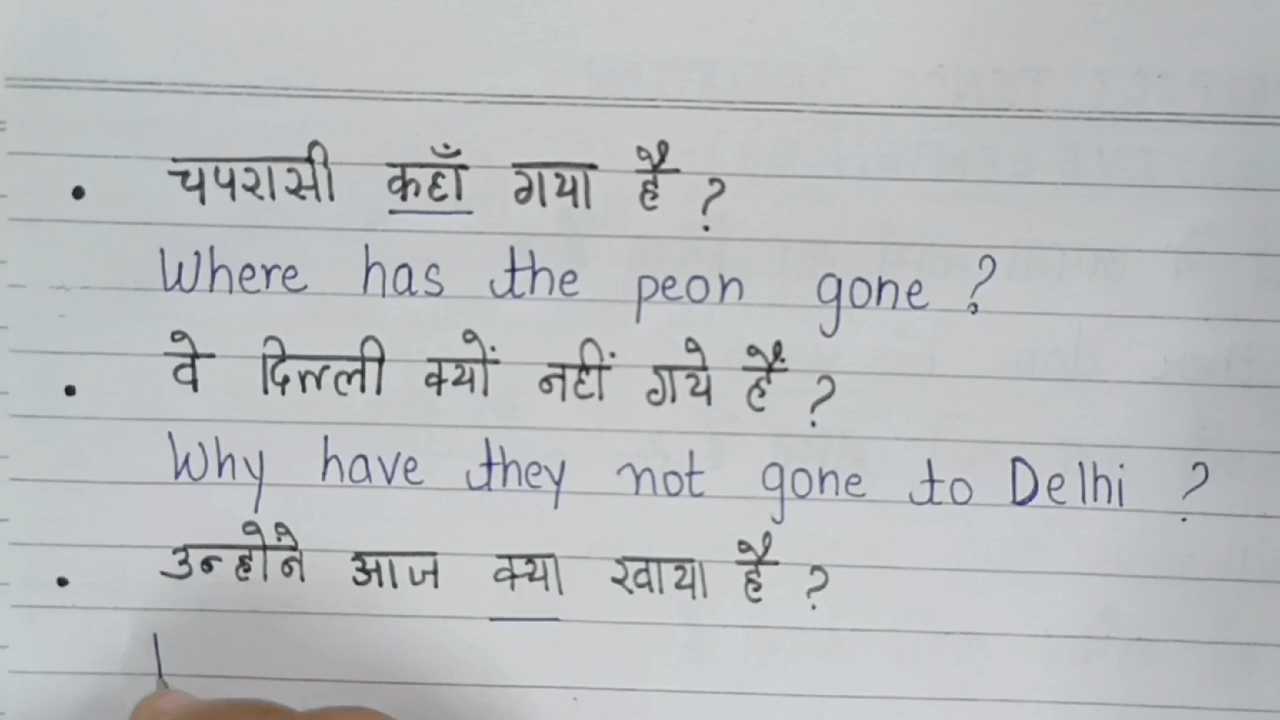 • चपरासी कहाँ गया है ?
Where has the peon gone ?
• वे दिल्ली क्यों नहीं गये हैं ?
Why have they not gone to Delhi ?
• उन्होंने आज क्या खाया है ?